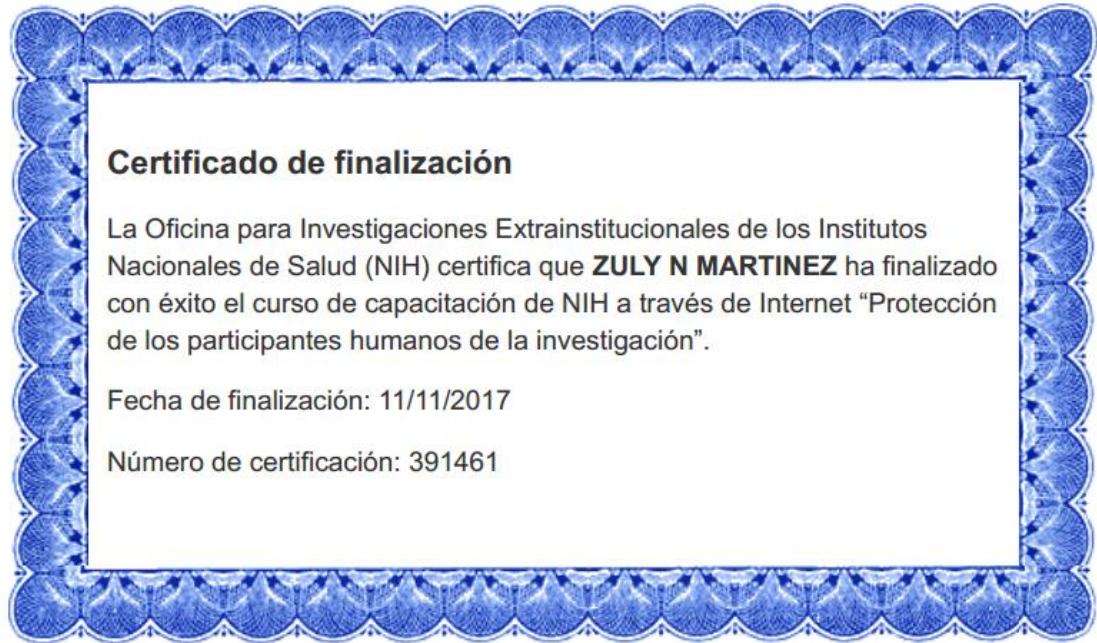 Certificado de finalización
La Oficina para Investigaciones Extrainstitucionales de los Institutos
Nacionales de Salud (NIH) certifica que ZULY N MARTINEZ ha finalizado
con éxito el curso de capacitación de NIH a través de Internet “Protección
de los participantes humanos de la investigación”.
Fecha de finalización: 11/11/2017
Número de certificación: 391461